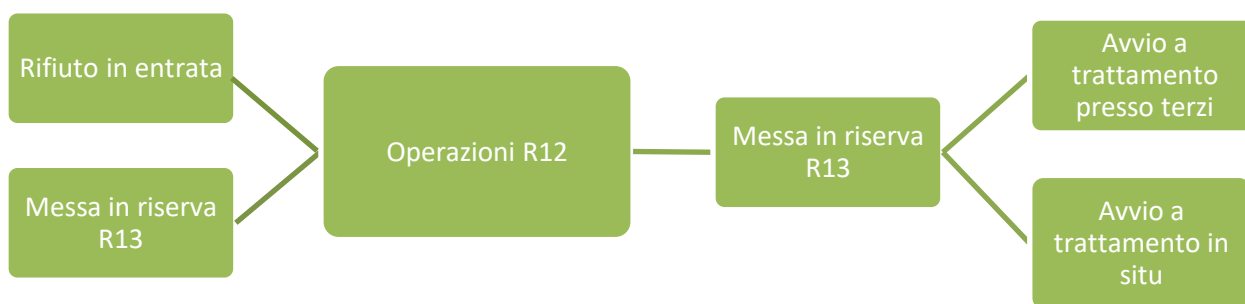 Rifiuto in entrata
Messa in riserva
R13
Operazioni R12
Messa in riserva
R13
Avvio a
trattamento
presso terzi
Avvio a
trattamento in
situ